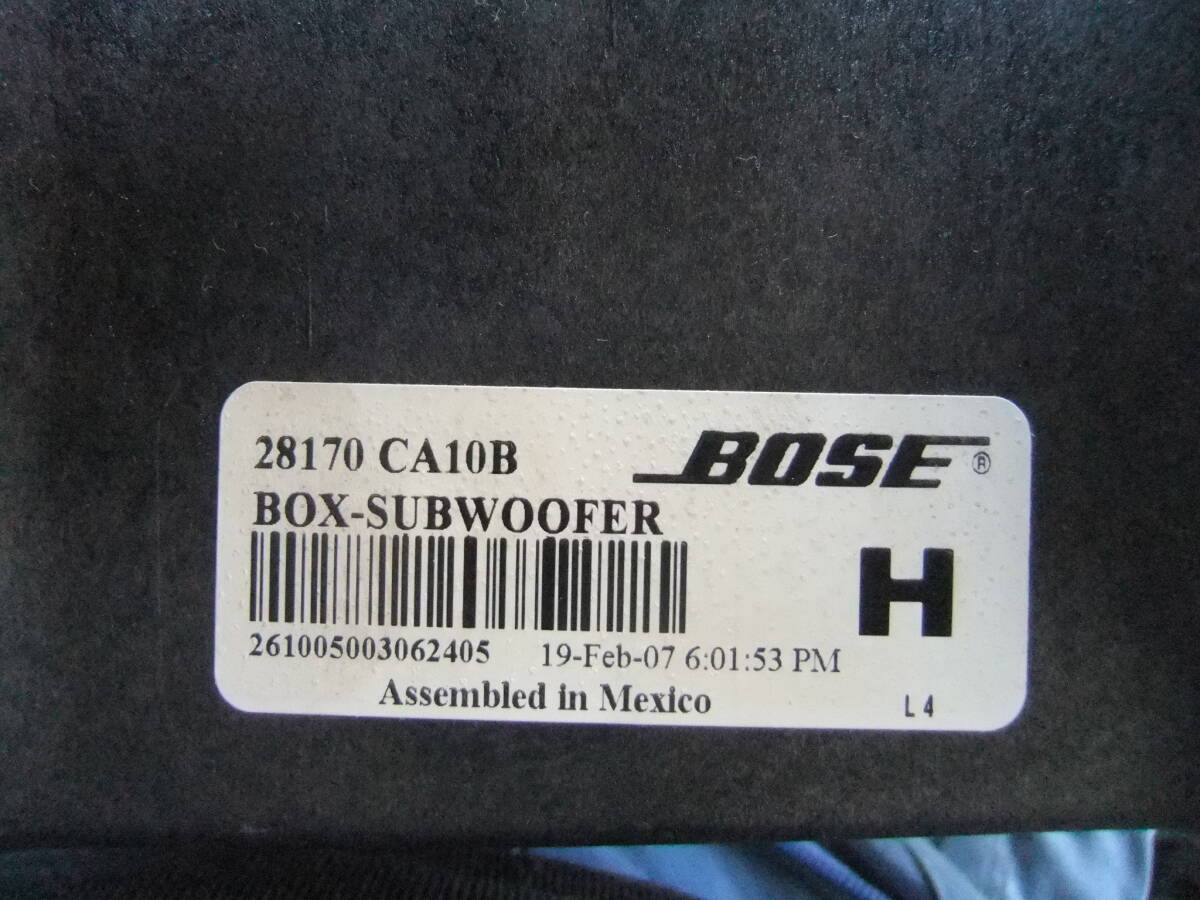 28170 CA10B
BOSE®
BOX-SUBWOOFER
H
261005003062405 19-Feb-07 6:01:53 PM
Assembled in Mexico
L4